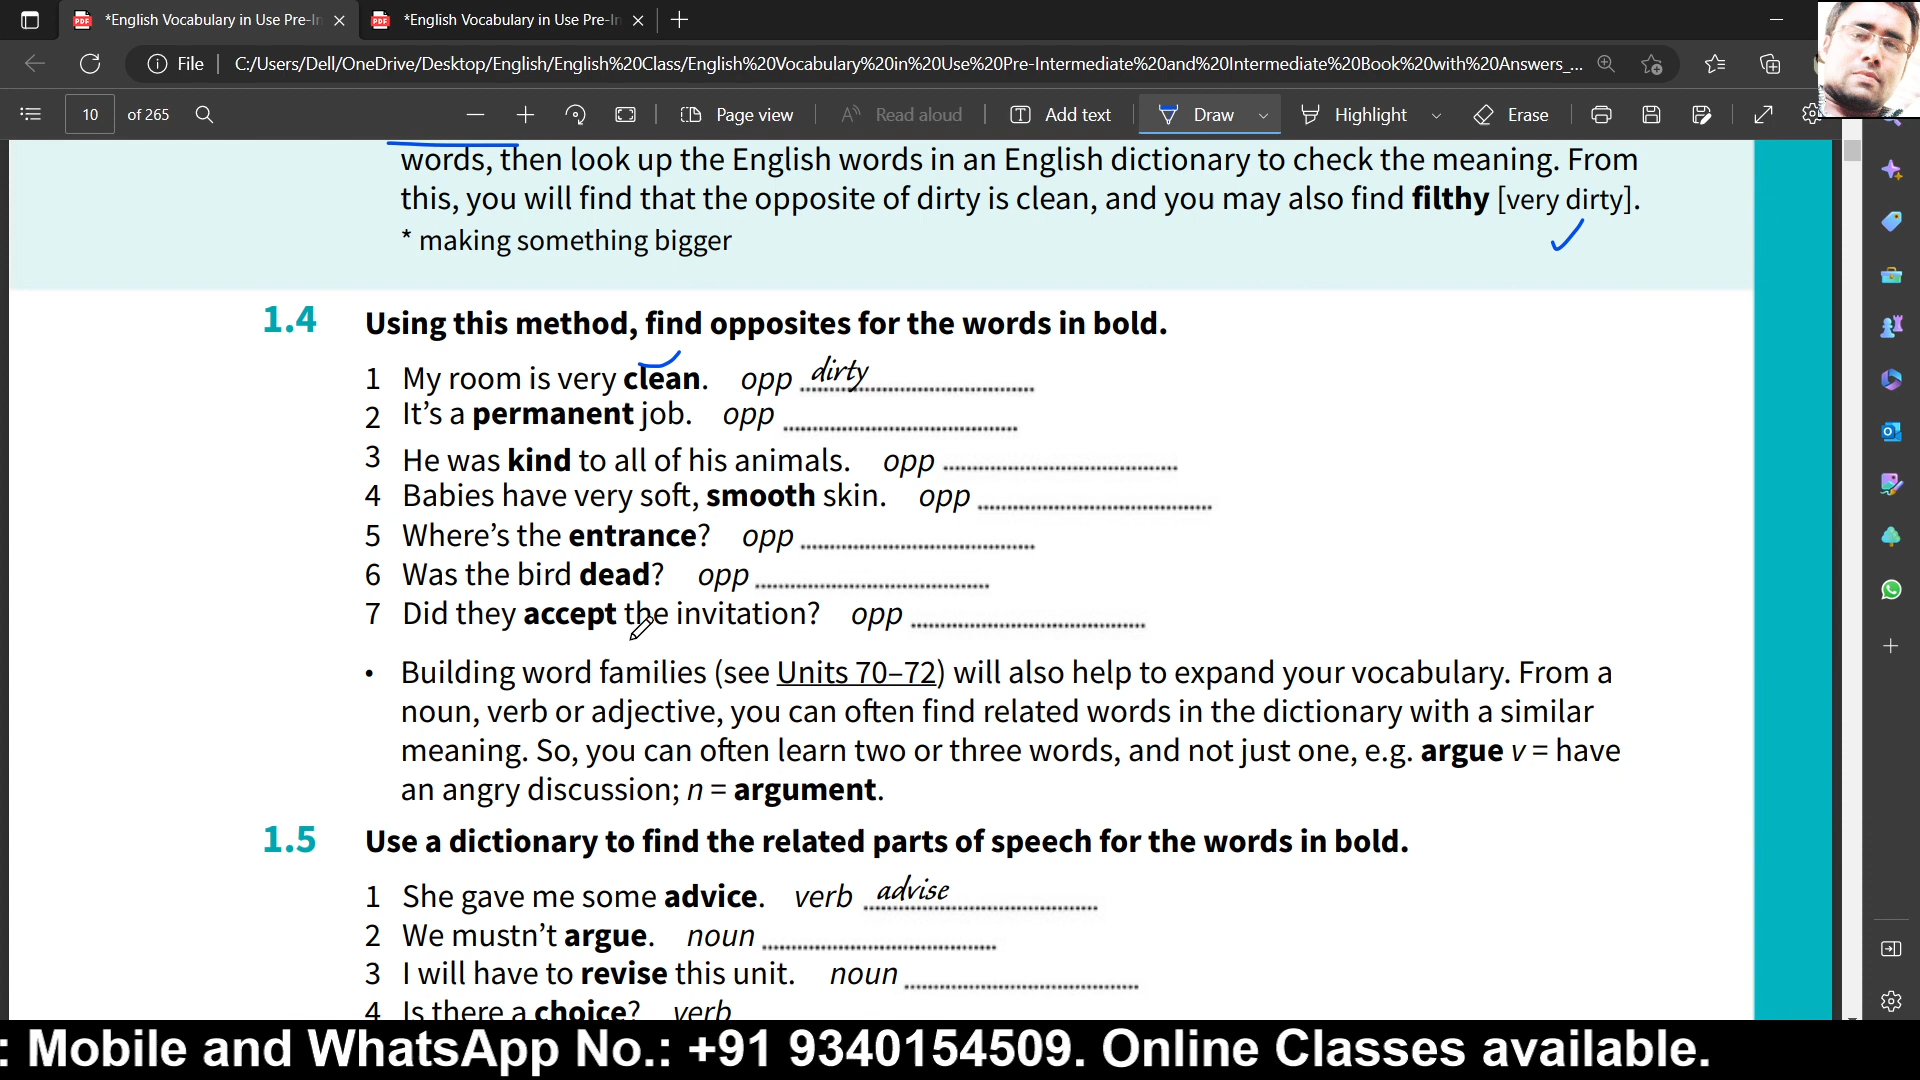 *English Vocabulary in Use Pre-In
*English Vocabulary in Use Pre-In
File C:/Users/Dell/OneDrive/Desktop/English/English%20Class/English%20Vocabulary%20in%20Use%20Pre-Intermediate%20and%20Intermediate%20Book%20with%20Answers_...
10 of 265 Page view Read aloud Add text Draw Highlight Erase
words, then look up the English words in an English dictionary to check the meaning. From
this, you will find that the opposite of dirty is clean, and you may also find filthy [very dirty].
* making something bigger
1.4 Using this method, find opposites for the words in bold.
1 My room is very clean. opp dirty
2 It's a permanent job. opp
3 He was kind to all of his animals. opp
4 Babies have very soft, smooth skin. opp
5 Where's the entrance? opp
6 Was the bird dead? opp
7 Did they accept the invitation? opp
• Building word families (see Units 70–72) will also help to expand your vocabulary. From a
noun, verb or adjective, you can often find related words in the dictionary with a similar
meaning. So, you can often learn two or three words, and not just one, e.g. argue v = have
an angry discussion; n = argument.
1.5 Use a dictionary to find the related parts of speech for the words in bold.
1 She gave me some advice. verb advise
2 We mustn't argue. noun
3 I will have to revise this unit. noun
4 Is there a choice? verb
: Mobile and WhatsApp No.: +91 9340154509. Online Classes available.